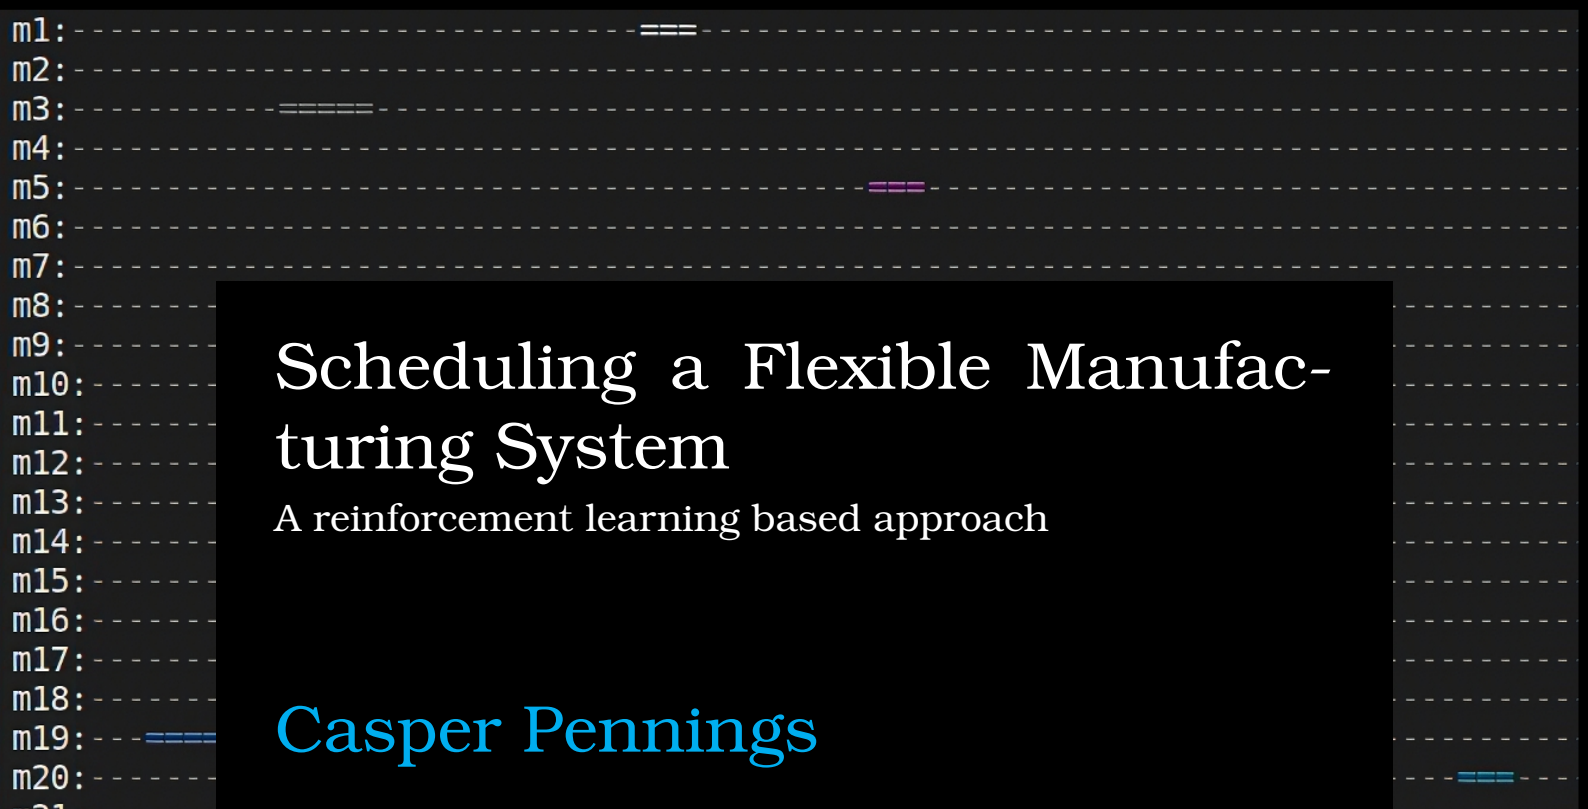 m1:------------------------------===----------------------------------------------
m2:-------------------------------------------------------------------------------
m3:-----------=====---------------------------------------------------------------
m4:-------------------------------------------------------------------------------
m5:------------------------------------------===----------------------------------
m6:-------------------------------------------------------------------------------
m7:-------------------------------------------------------------------------------
m8:-------- ----------
m9:-------- ----------
m10:------- ----------
m11:------- ----------
m12:------- ----------
m13:------- ----------
m14:------- ----------
m15:------- ----------
m16:------- ----------
m17:------- ----------
m18:------- ----------
m19:---==== ----------
m20:------- ----===---
Scheduling a Flexible Manufac-
turing System
A reinforcement learning based approach
Casper Pennings